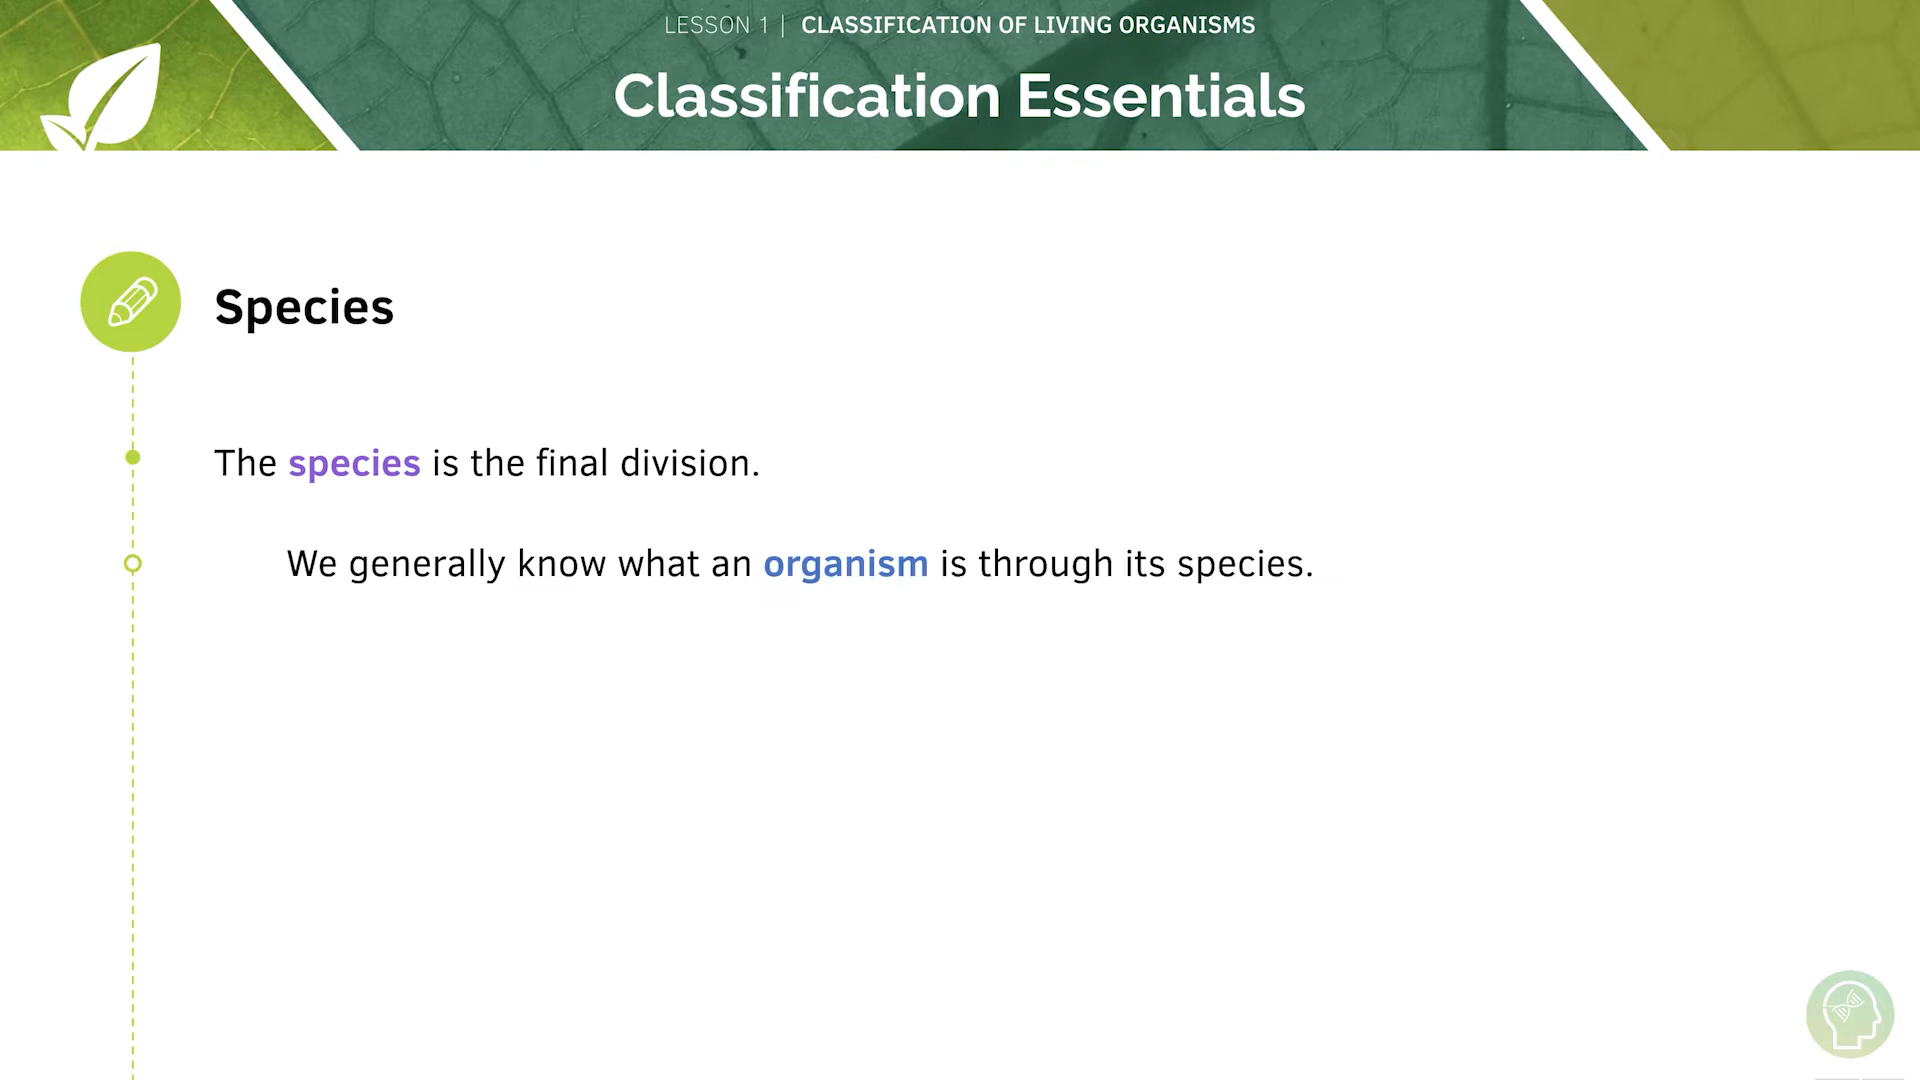 LESSON 1 | CLASSIFICATION OF LIVING ORGANISMS
Classification Essentials
Species
The species is the final division.
We generally know what an organism is through its species.